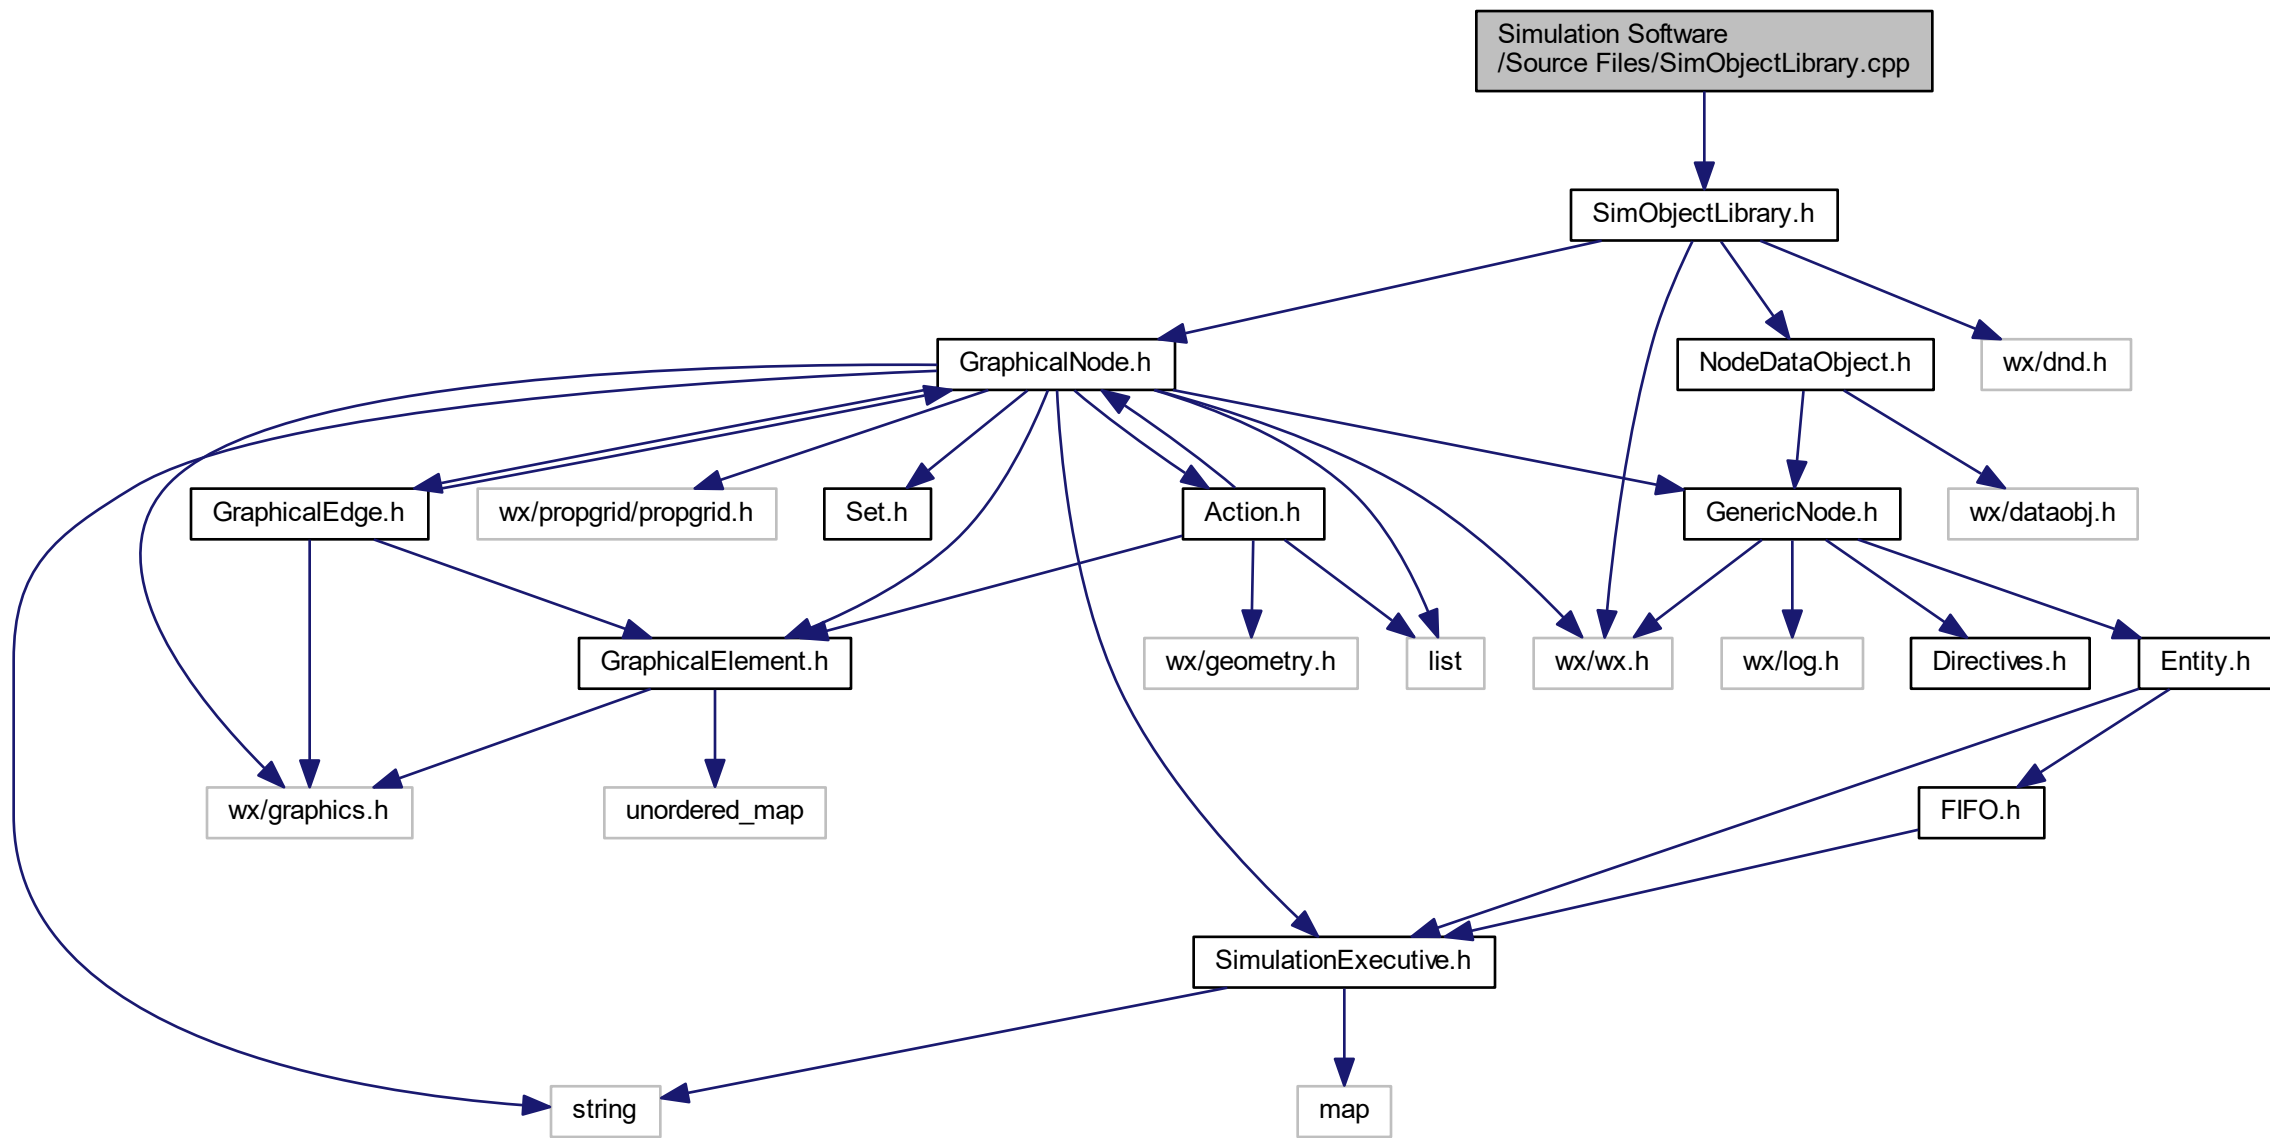 Simulation Software
/Source Files/SimObjectLibrary.cpp
SimObjectLibrary.h
GraphicalNode.h
NodeDataObject.h
wx/dnd.h
GraphicalEdge.h
wx/propgrid/propgrid.h
Set.h
Action.h
GenericNode.h
wx/dataobj.h
GraphicalElement.h
wx/geometry.h
list
wx/wx.h
wx/log.h
Directives.h
Entity.h
wx/graphics.h
unordered_map
FIFO.h
SimulationExecutive.h
string
map